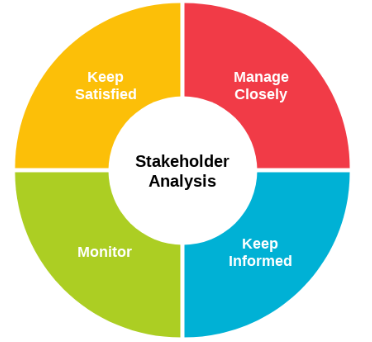 Keep
Satisfied
Manage
Closely
Stakeholder
Analysis
Monitor
Keep
Informed